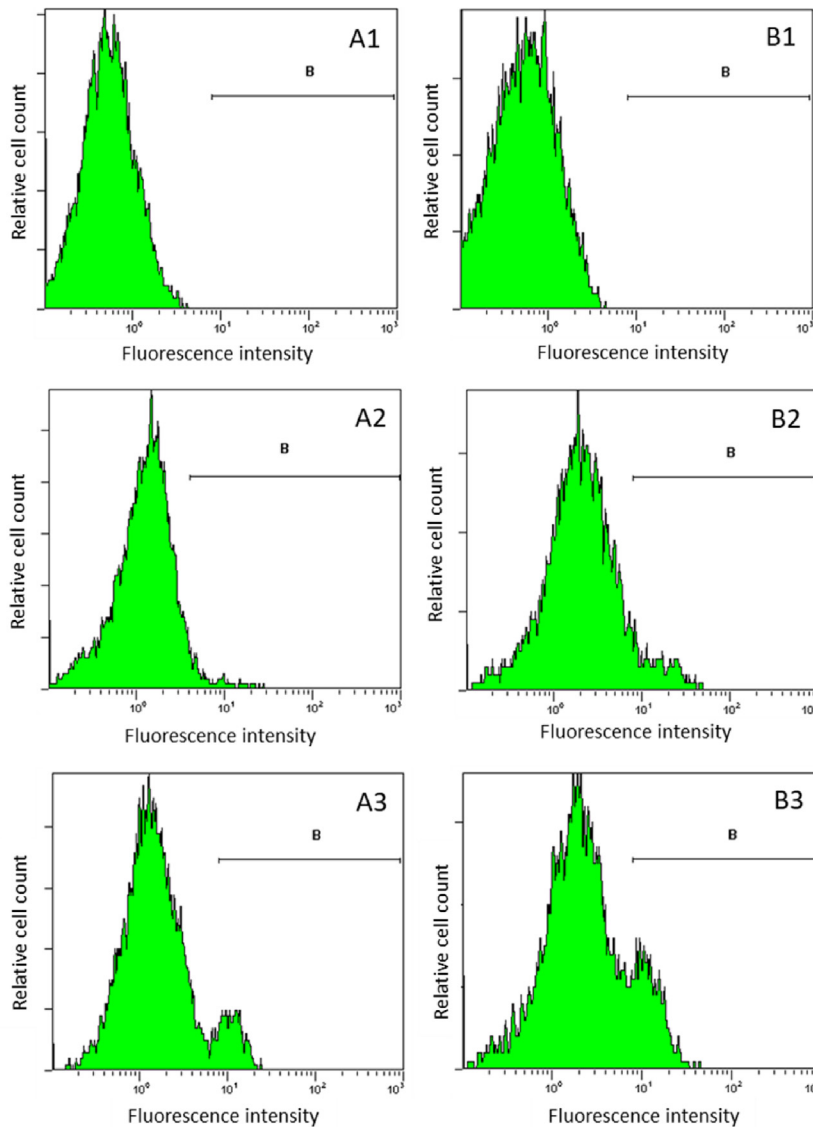 A1
B
Relative cell count
10⁰ 10¹ 10² 10³
Fluorescence intensity
B1
B
Relative cell count
10⁰ 10¹ 10² 10³
Fluorescence intensity
A2
B
Relative cell count
10⁰ 10¹ 10² 10³
Fluorescence intensity
B2
B
Relative cell count
10⁰ 10¹ 10² 10
Fluorescence intensity
A3
B
Relative cell count
10⁰ 10¹ 10² 10³
Fluorescence intensity
B3
B
Relative cell count
10⁰ 10¹ 10² 10
Fluorescence intensity